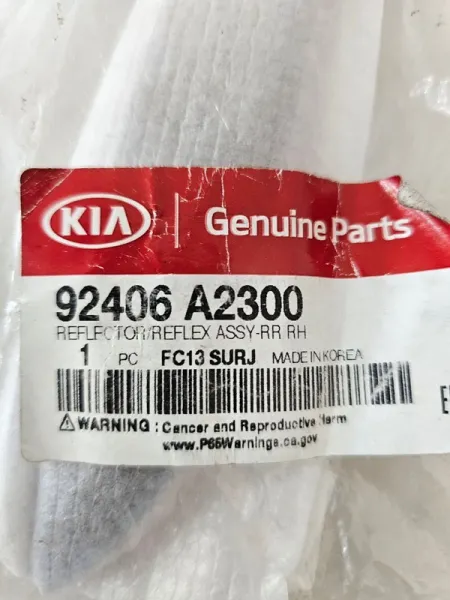 KIA Genuine Parts
92406 A2300
REFLECTOR/REFLEX ASSY-RR RH
1 PC FC13 SURJ MADE IN KOREA
⚠WARNING : Cancer and Reproductive Harm
www.P65Warnings.ca.gov